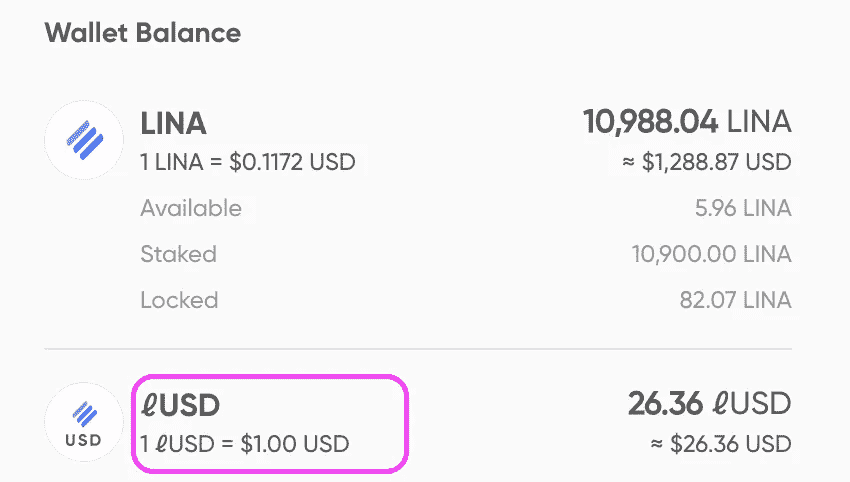 Wallet Balance
LINA 10,988.04 LINA
1 LINA = $0.1172 USD ≈ $1,288.87 USD
Available 5.96 LINA
Staked 10,900.00 LINA
Locked 82.07 LINA
USD
ℓUSD 26.36 ℓUSD
1 ℓUSD = $1.00 USD ≈ $26.36 USD